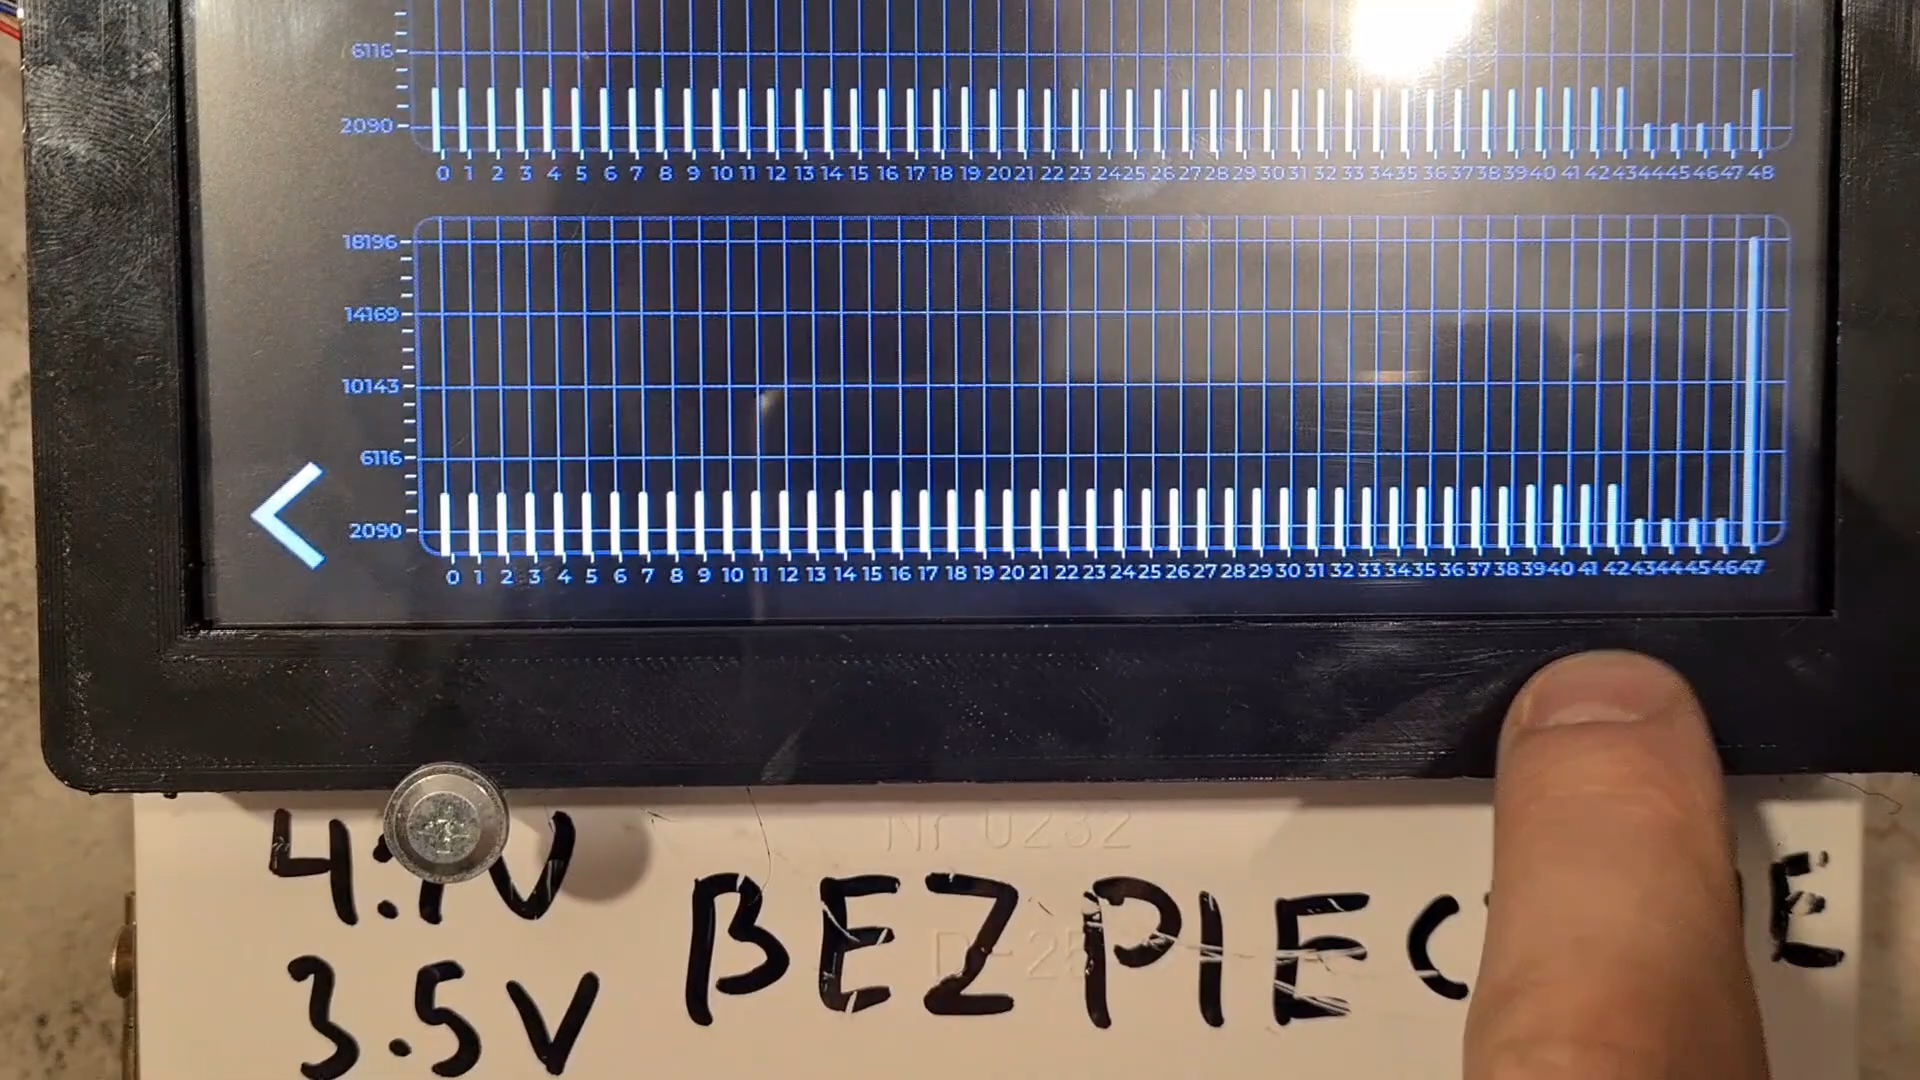 6116
2090
0 1 2 3 4 5 6 7 8 9 10 11 12 13 14 15 16 17 18 19 20 21 22 23 24 25 26 27 28 29 30 31 32 33 34 35 36 37 38 39 40 41 42 43 44 45 46 47 48
18196
14169
10143
6116
2090
0 1 2 3 4 5 6 7 8 9 10 11 12 13 14 15 16 17 18 19 20 21 22 23 24 25 26 27 28 29 30 31 32 33 34 35 36 37 38 39 40 41 42 43 44 45 46 47
Nr 0232
3.5V